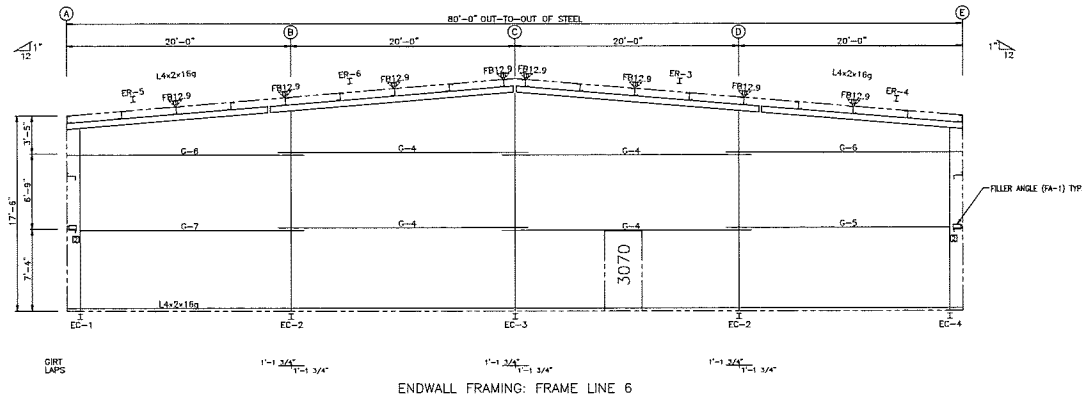 A
E
80'-0" OUT-TO-OUT OF STEEL
B
C
D
20'-0"
20'-0"
20'-0"
20'-0"
1"
12
1"
12
L4x2x16g
ER-5
FB12.9
FB12.9
ER-6
FB12.9
FB12.9
FB12.9
FB12.9
ER-3
FB12.9
L4x2x16g
FB12.9
ER-4
3'-5"
6'-9"
17'-6"
7'-4"
G-6
G-4
G-4
G-6
FILLER ANGLE (FA-1) TYP.
G-7
G-4
G-4
G-5
3070
L4x2x16g
EC-1
EC-2
EC-3
EC-2
EC-4
GIRT
LAPS
1'-1 3/4"
1'-1 3/4"
1'-1 3/4"
1'-1 3/4"
1'-1 3/4"
1'-1 3/4"
ENDWALL FRAMING: FRAME LINE 6